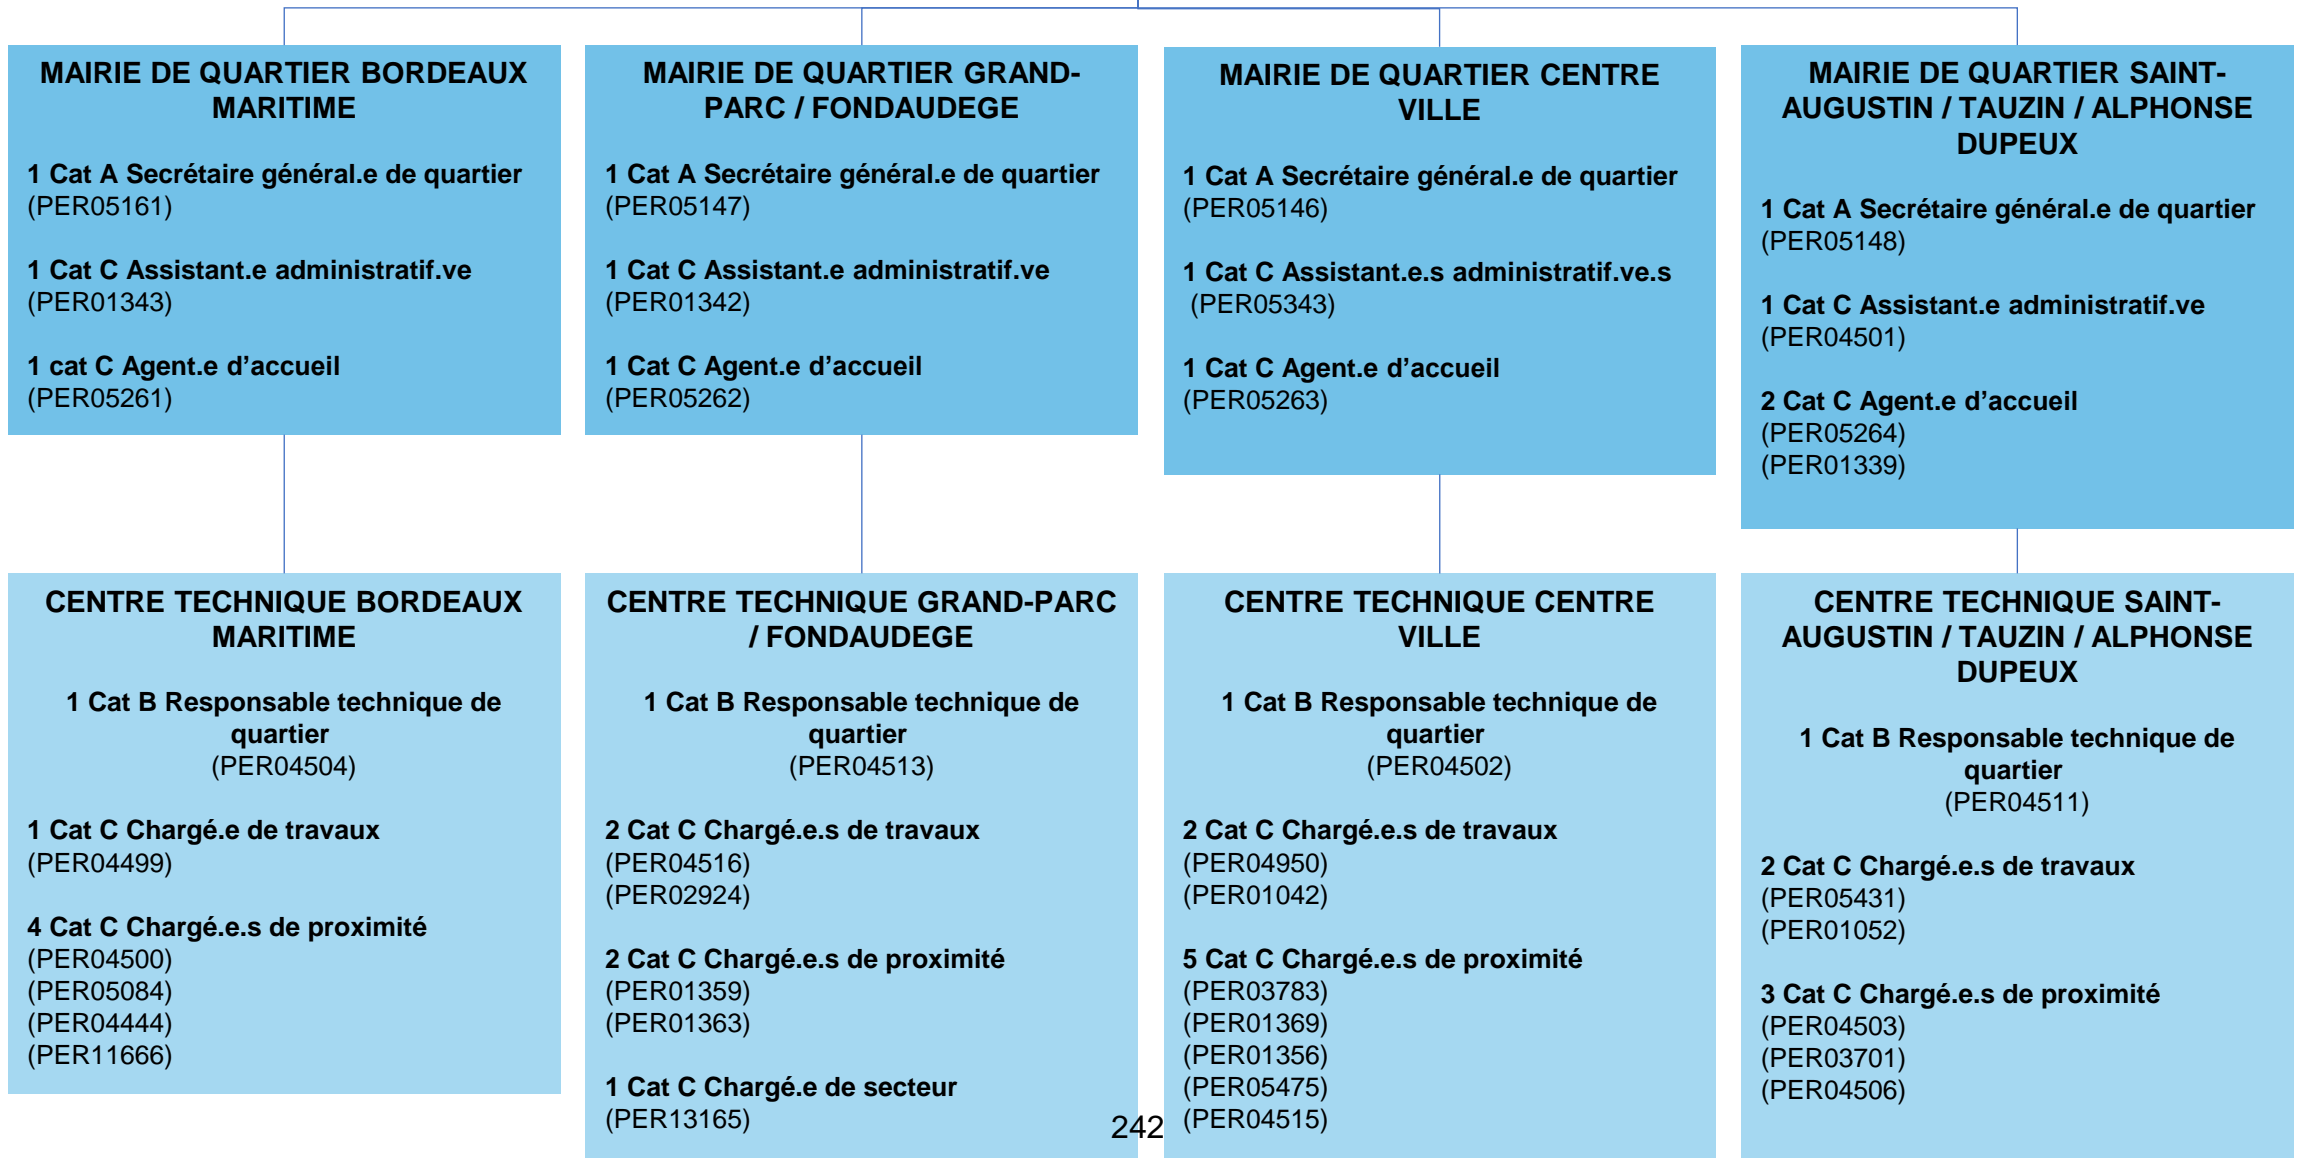 MAIRIE DE QUARTIER BORDEAUX
MARITIME
1 Cat A Secrétaire général.e de quartier
(PER05161)
1 Cat C Assistant.e administratif.ve
(PER01343)
1 cat C Agent.e d’accueil
(PER05261)
MAIRIE DE QUARTIER GRAND-
PARC / FONDAUDEGE
1 Cat A Secrétaire général.e de quartier
(PER05147)
1 Cat C Assistant.e administratif.ve
(PER01342)
1 Cat C Agent.e d’accueil
(PER05262)
MAIRIE DE QUARTIER CENTRE
VILLE
1 Cat A Secrétaire général.e de quartier
(PER05146)
1 Cat C Assistant.e.s administratif.ve.s
(PER05343)
1 Cat C Agent.e d’accueil
(PER05263)
MAIRIE DE QUARTIER SAINT-
AUGUSTIN / TAUZIN / ALPHONSE
DUPEUX
1 Cat A Secrétaire général.e de quartier
(PER05148)
1 Cat C Assistant.e administratif.ve
(PER04501)
2 Cat C Agent.e d’accueil
(PER05264)
(PER01339)
CENTRE TECHNIQUE BORDEAUX
MARITIME
1 Cat B Responsable technique de
quartier
(PER04504)
1 Cat C Chargé.e de travaux
(PER04499)
4 Cat C Chargé.e.s de proximité
(PER04500)
(PER05084)
(PER04444)
(PER11666)
CENTRE TECHNIQUE GRAND-PARC
/ FONDAUDEGE
1 Cat B Responsable technique de
quartier
(PER04513)
2 Cat C Chargé.e.s de travaux
(PER04516)
(PER02924)
2 Cat C Chargé.e.s de proximité
(PER01359)
(PER01363)
1 Cat C Chargé.e de secteur
(PER13165)
CENTRE TECHNIQUE CENTRE
VILLE
1 Cat B Responsable technique de
quartier
(PER04502)
2 Cat C Chargé.e.s de travaux
(PER04950)
(PER01042)
5 Cat C Chargé.e.s de proximité
(PER03783)
(PER01369)
(PER01356)
(PER05475)
(PER04515)
CENTRE TECHNIQUE SAINT-
AUGUSTIN / TAUZIN / ALPHONSE
DUPEUX
1 Cat B Responsable technique de
quartier
(PER04511)
2 Cat C Chargé.e.s de travaux
(PER05431)
(PER01052)
3 Cat C Chargé.e.s de proximité
(PER04503)
(PER03701)
(PER04506)
242